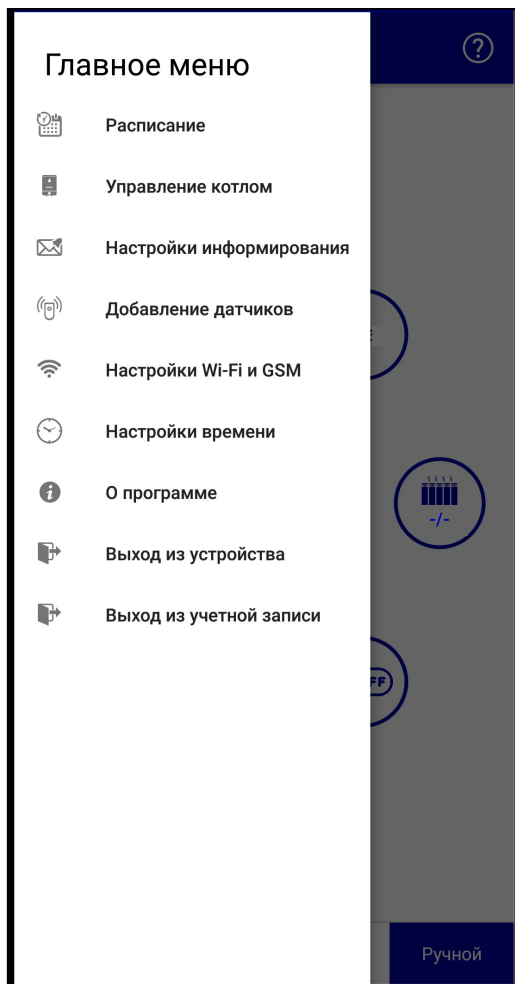 Главное меню
Расписание
Управление котлом
Настройки информирования
Добавление датчиков
Настройки Wi-Fi и GSM
Настройки времени
О программе
Выход из устройства
Выход из учетной записи
?
-/-
FF
Ручной